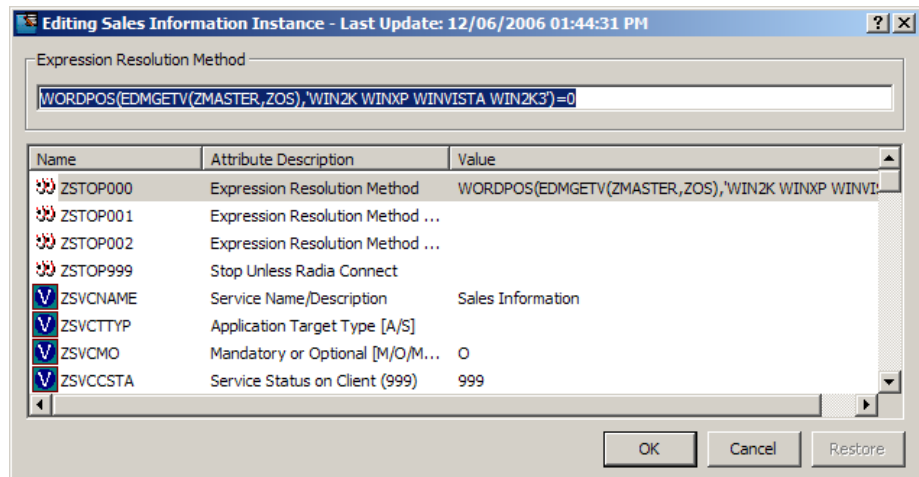 Editing Sales Information Instance - Last Update: 12/06/2006 01:44:31 PM
Expression Resolution Method
WORDPOS(EDMGETV(ZMASTER,ZOS),'WIN2K WINXP WINVISTA WIN2K3')=0
Name Attribute Description Value
ZSTOP000 Expression Resolution Method WORDPOS(EDMGETV(ZMASTER,ZOS),'WIN2K WINXP WINVIS
ZSTOP001 Expression Resolution Method ...
ZSTOP002 Expression Resolution Method ...
ZSTOP999 Stop Unless Radia Connect
V ZSVCNAME Service Name/Description Sales Information
V ZSVCTTYP Application Target Type [A/S]
V ZSVCMO Mandatory or Optional [M/O/M... O
V ZSVCCSTA Service Status on Client (999) 999
OK Cancel Restore